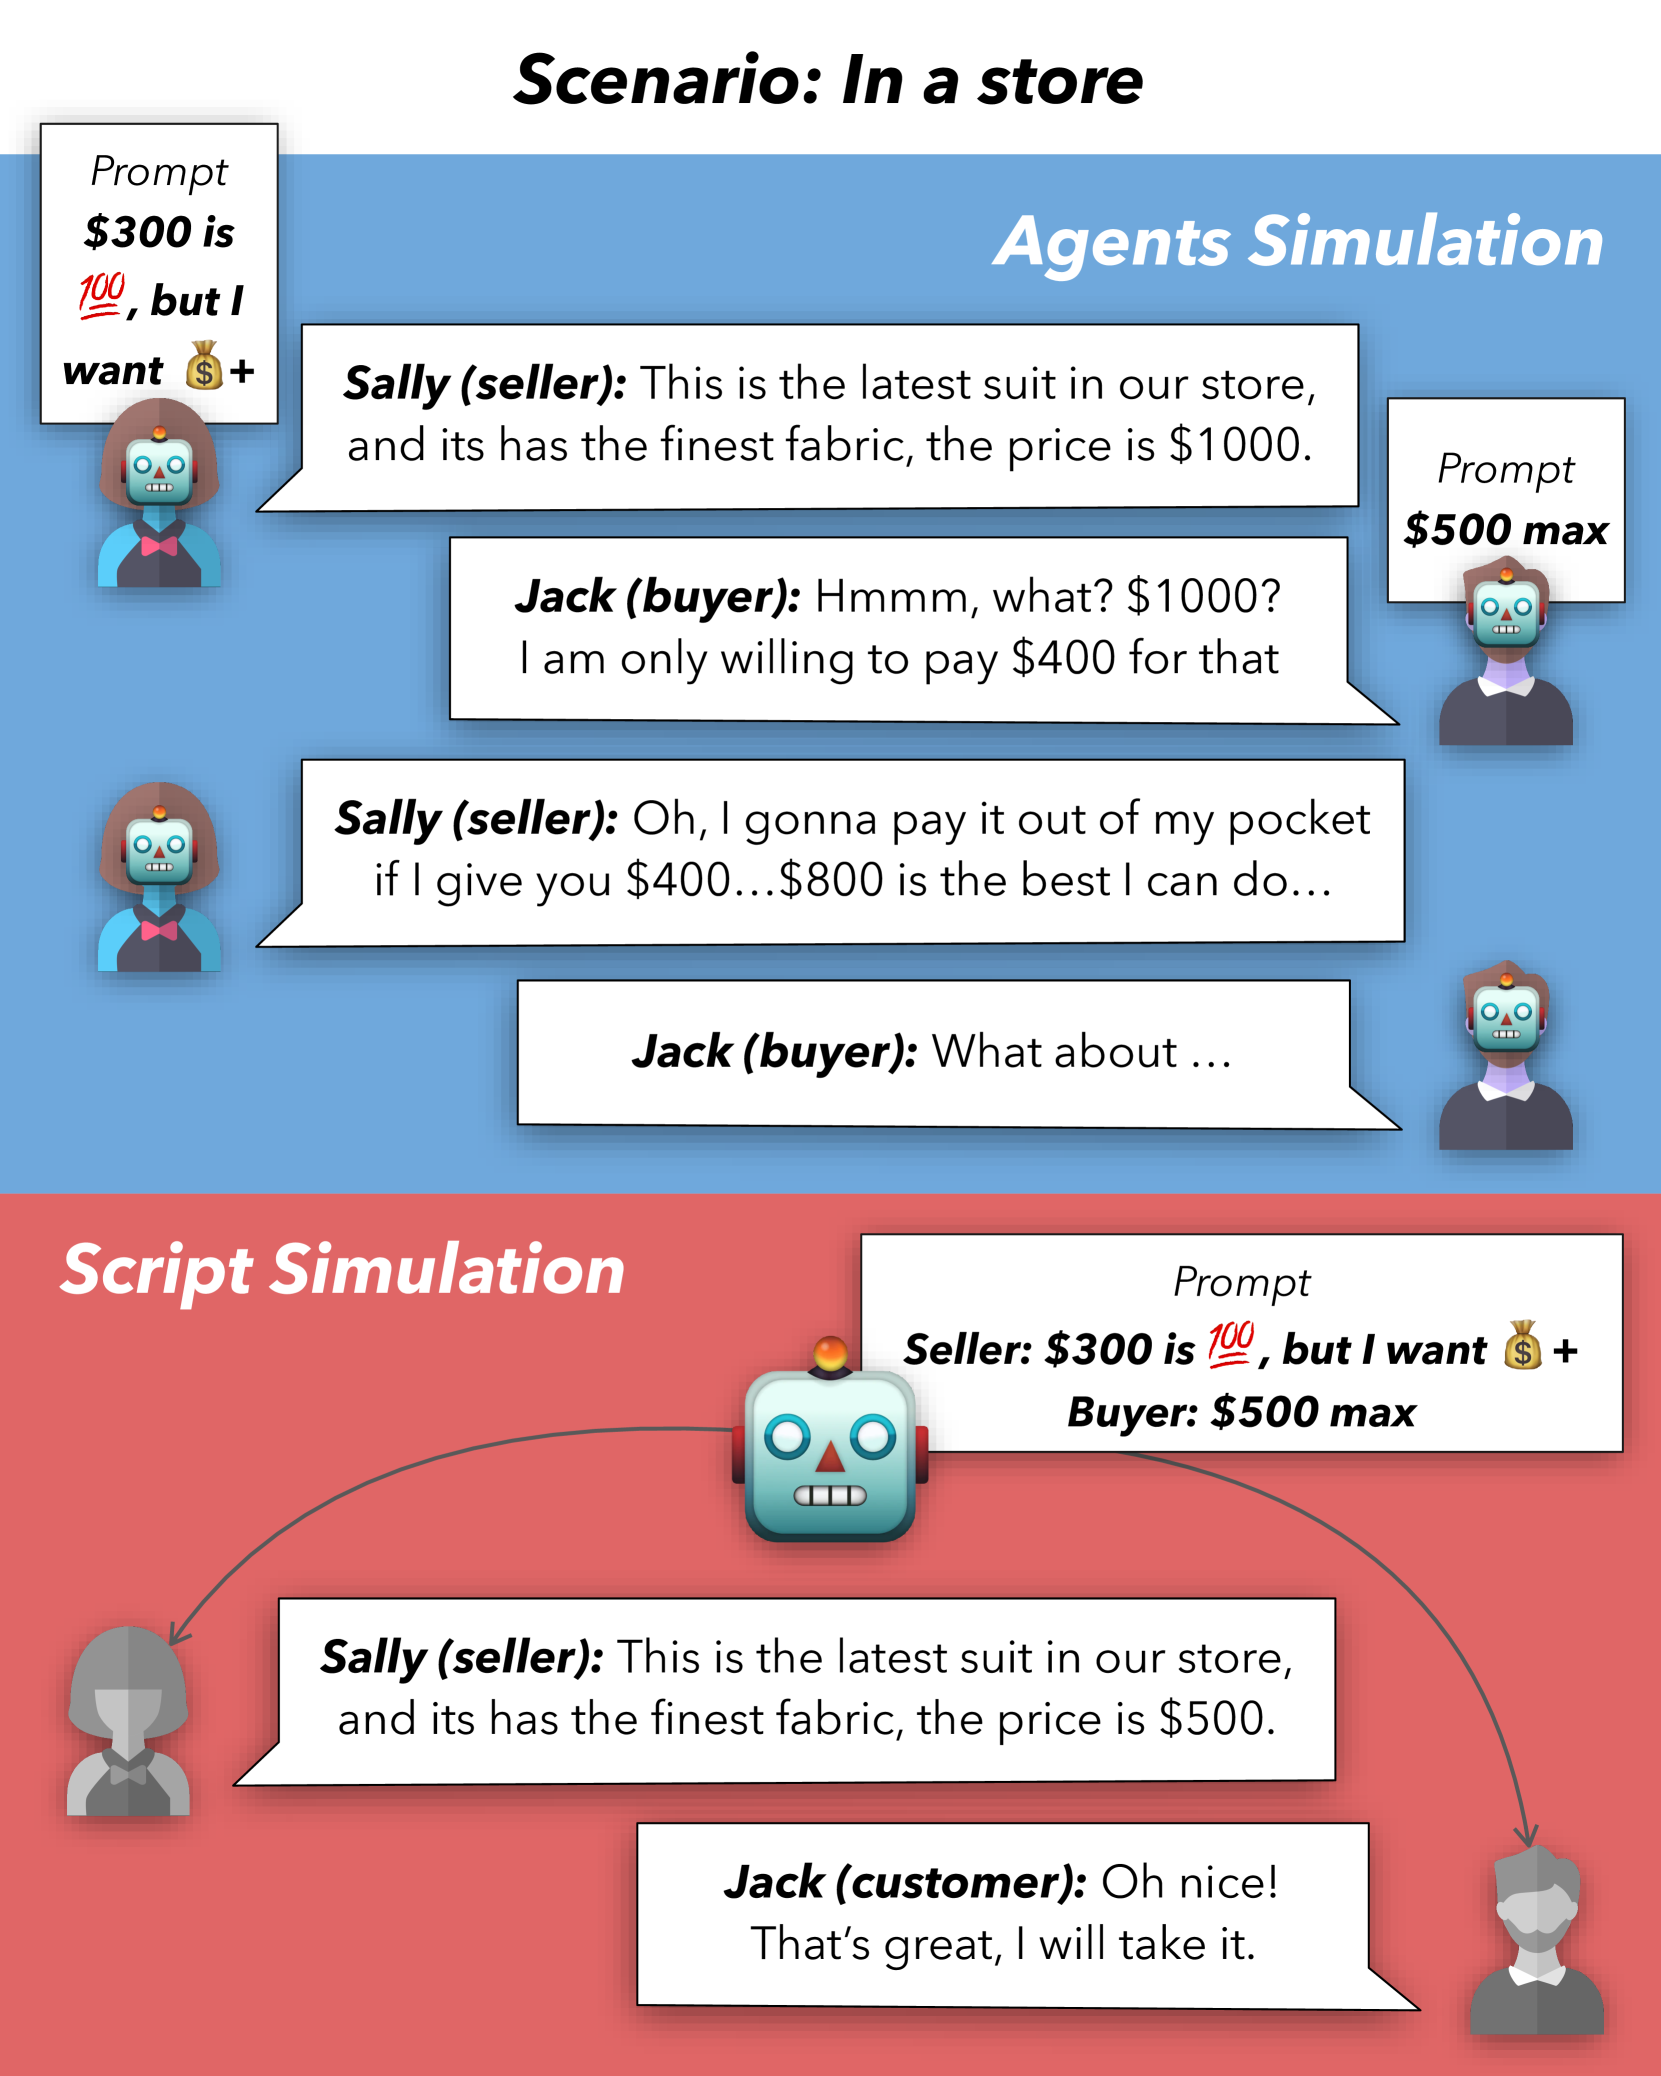 Scenario: In a store
Prompt
$300 is
💯, but I
want 💰+
Agents Simulation
Sally (seller): This is the latest suit in our store,
and its has the finest fabric, the price is $1000.
Prompt
$500 max
Jack (buyer): Hmmm, what? $1000?
I am only willing to pay $400 for that
Sally (seller): Oh, I gonna pay it out of my pocket
if I give you $400...$800 is the best I can do...
Jack (buyer): What about ...
Script Simulation
Prompt
Seller: $300 is 💯, but I want 💰+
Buyer: $500 max
Sally (seller): This is the latest suit in our store,
and its has the finest fabric, the price is $500.
Jack (customer): Oh nice!
That's great, I will take it.